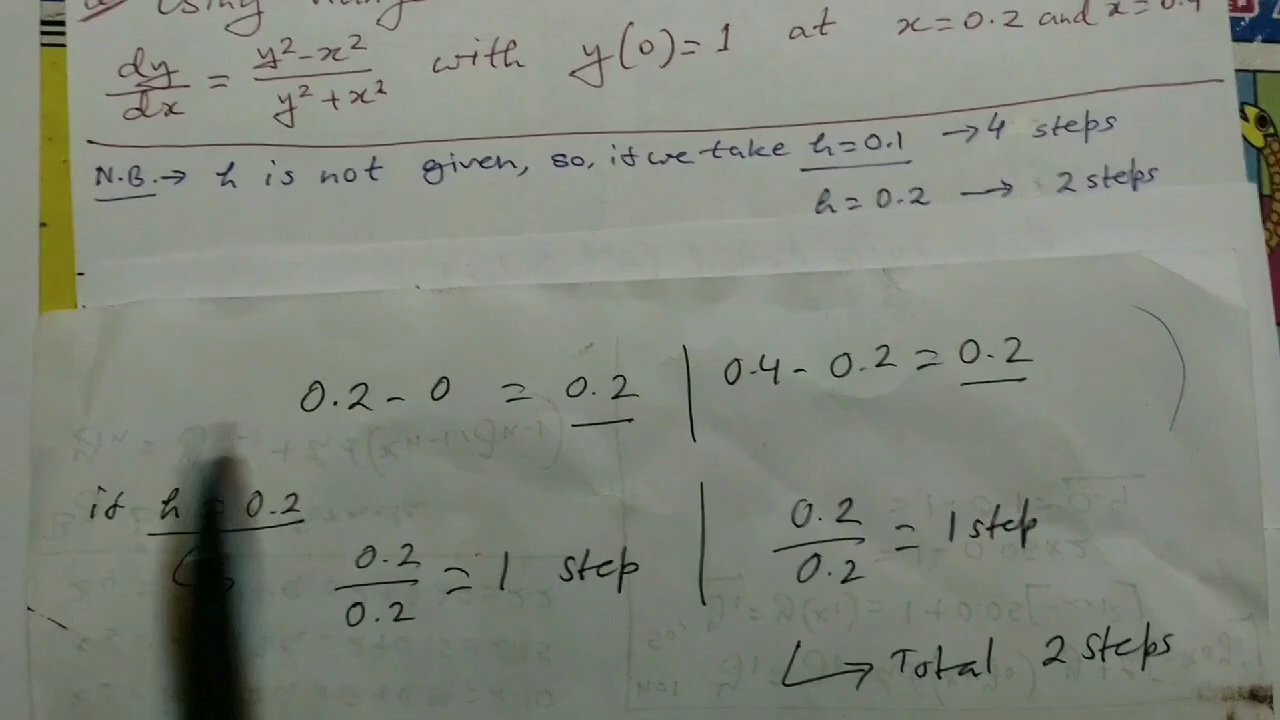 Using
dy/dx = y²-x²/y²+x² with y(0)=1 at x=0.2 and x=0.4
N.B.→ h is not given, so, if we take h=0.1 → 4 steps
h=0.2 → 2 steps
0.2 - 0 = 0.2 | 0.4 - 0.2 = 0.2
if h = 0.2
0.2/0.2 = 1 step | 0.2/0.2 = 1 step
↳ Total 2 steps